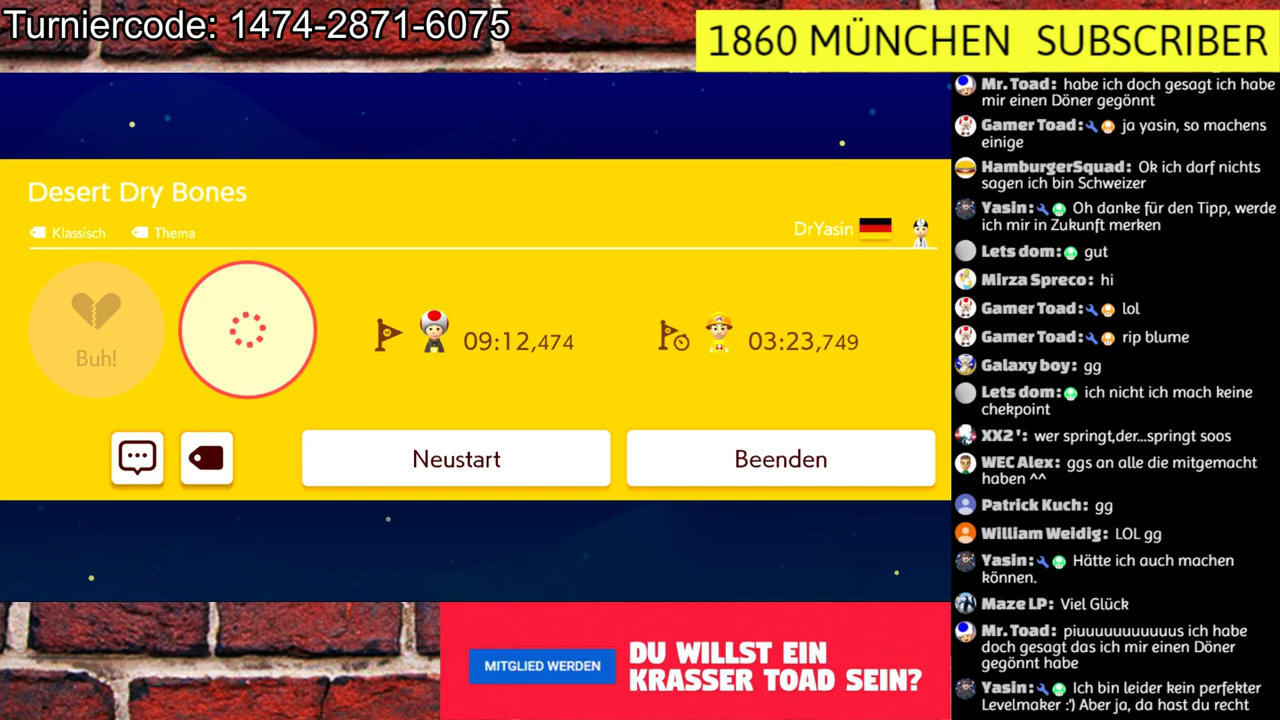 Turniercode: 1474-2871-6075
1860 MÜNCHEN SUBSCRIBER
Desert Dry Bones
Klassisch Thema
DrYasin
Buh!
09:12,474
03:23,749
Neustart
Beenden
MITGLIED WERDEN
DU WILLST EIN
KRASSER TOAD SEIN?
Mr. Toad: habe ich doch gesagt ich habe
mir einen Döner gegönnt
Gamer Toad: ja yasin, so machens
einige
HamburgerSquad: Ok ich darf nichts
sagen ich bin Schweizer
Yasin: Oh danke für den Tipp, werde
ich mir in Zukunft merken
Lets dom: gut
Mirza Spreco: hi
Gamer Toad: lol
Gamer Toad: rip blume
Galaxy boy: gg
Lets dom: ich nicht ich mach keine
chekpoint
XX2': wer springt,der...springt soos
WEC Alex: ggs an alle die mitgemacht
haben ^^
Patrick Kuch: gg
William Weidig: LOL gg
Yasin: Hätte ich auch machen
können.
Maze LP: Viel Glück
Mr. Toad: piuuuuuuuuuus ich habe
doch gesagt das ich mir einen Döner
gegönnt habe
Yasin: Ich bin leider kein perfekter
Levelmaker :') Aber ja, da hast du recht